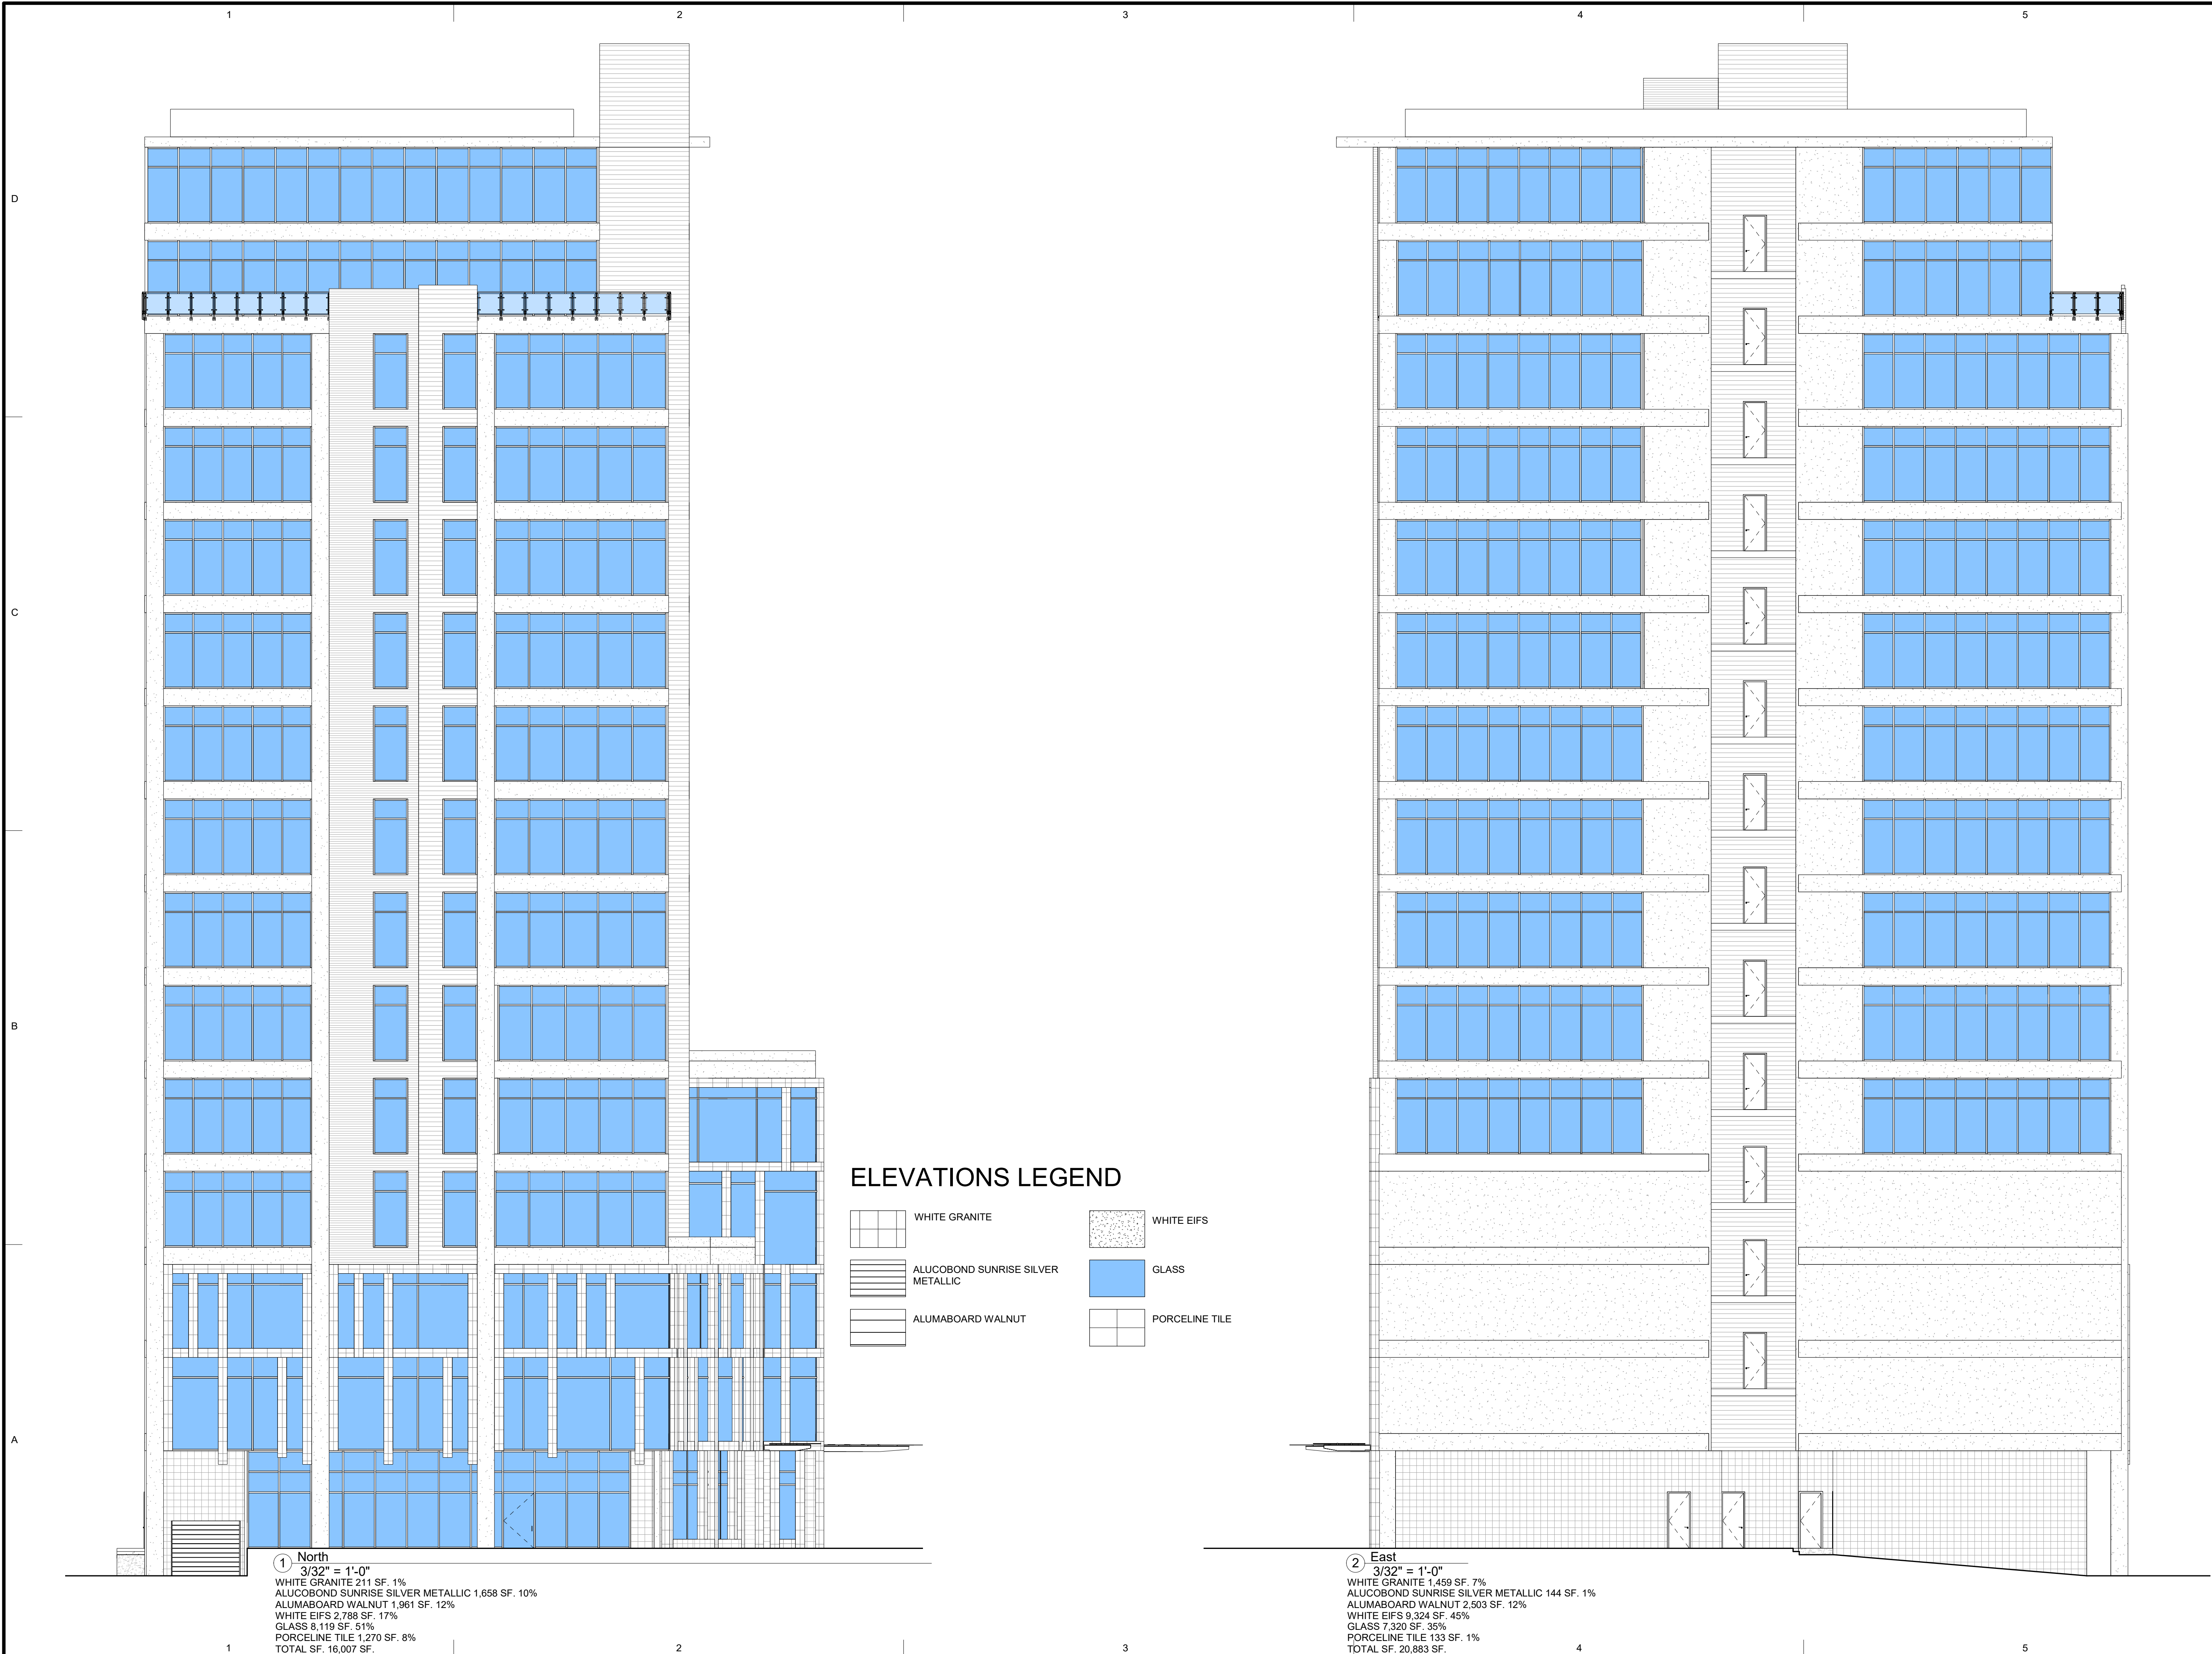 1 2 3 4 5
D
C
B
A
ELEVATIONS LEGEND
WHITE GRANITE
WHITE EIFS
ALUCOBOND SUNRISE SILVER
METALLIC
GLASS
ALUMABOARD WALNUT
PORCELINE TILE
1 North
3/32" = 1'-0"
WHITE GRANITE 211 SF. 1%
ALUCOBOND SUNRISE SILVER METALLIC 1,658 SF. 10%
ALUMABOARD WALNUT 1,961 SF. 12%
WHITE EIFS 2,788 SF. 17%
GLASS 8,119 SF. 51%
PORCELINE TILE 1,270 SF. 8%
TOTAL SF. 16,007 SF.
2 East
3/32" = 1'-0"
WHITE GRANITE 1,459 SF. 7%
ALUCOBOND SUNRISE SILVER METALLIC 144 SF. 1%
ALUMABOARD WALNUT 2,503 SF. 12%
WHITE EIFS 9,324 SF. 45%
GLASS 7,320 SF. 35%
PORCELINE TILE 133 SF. 1%
TOTAL SF. 20,883 SF.
1 2 3 4 5